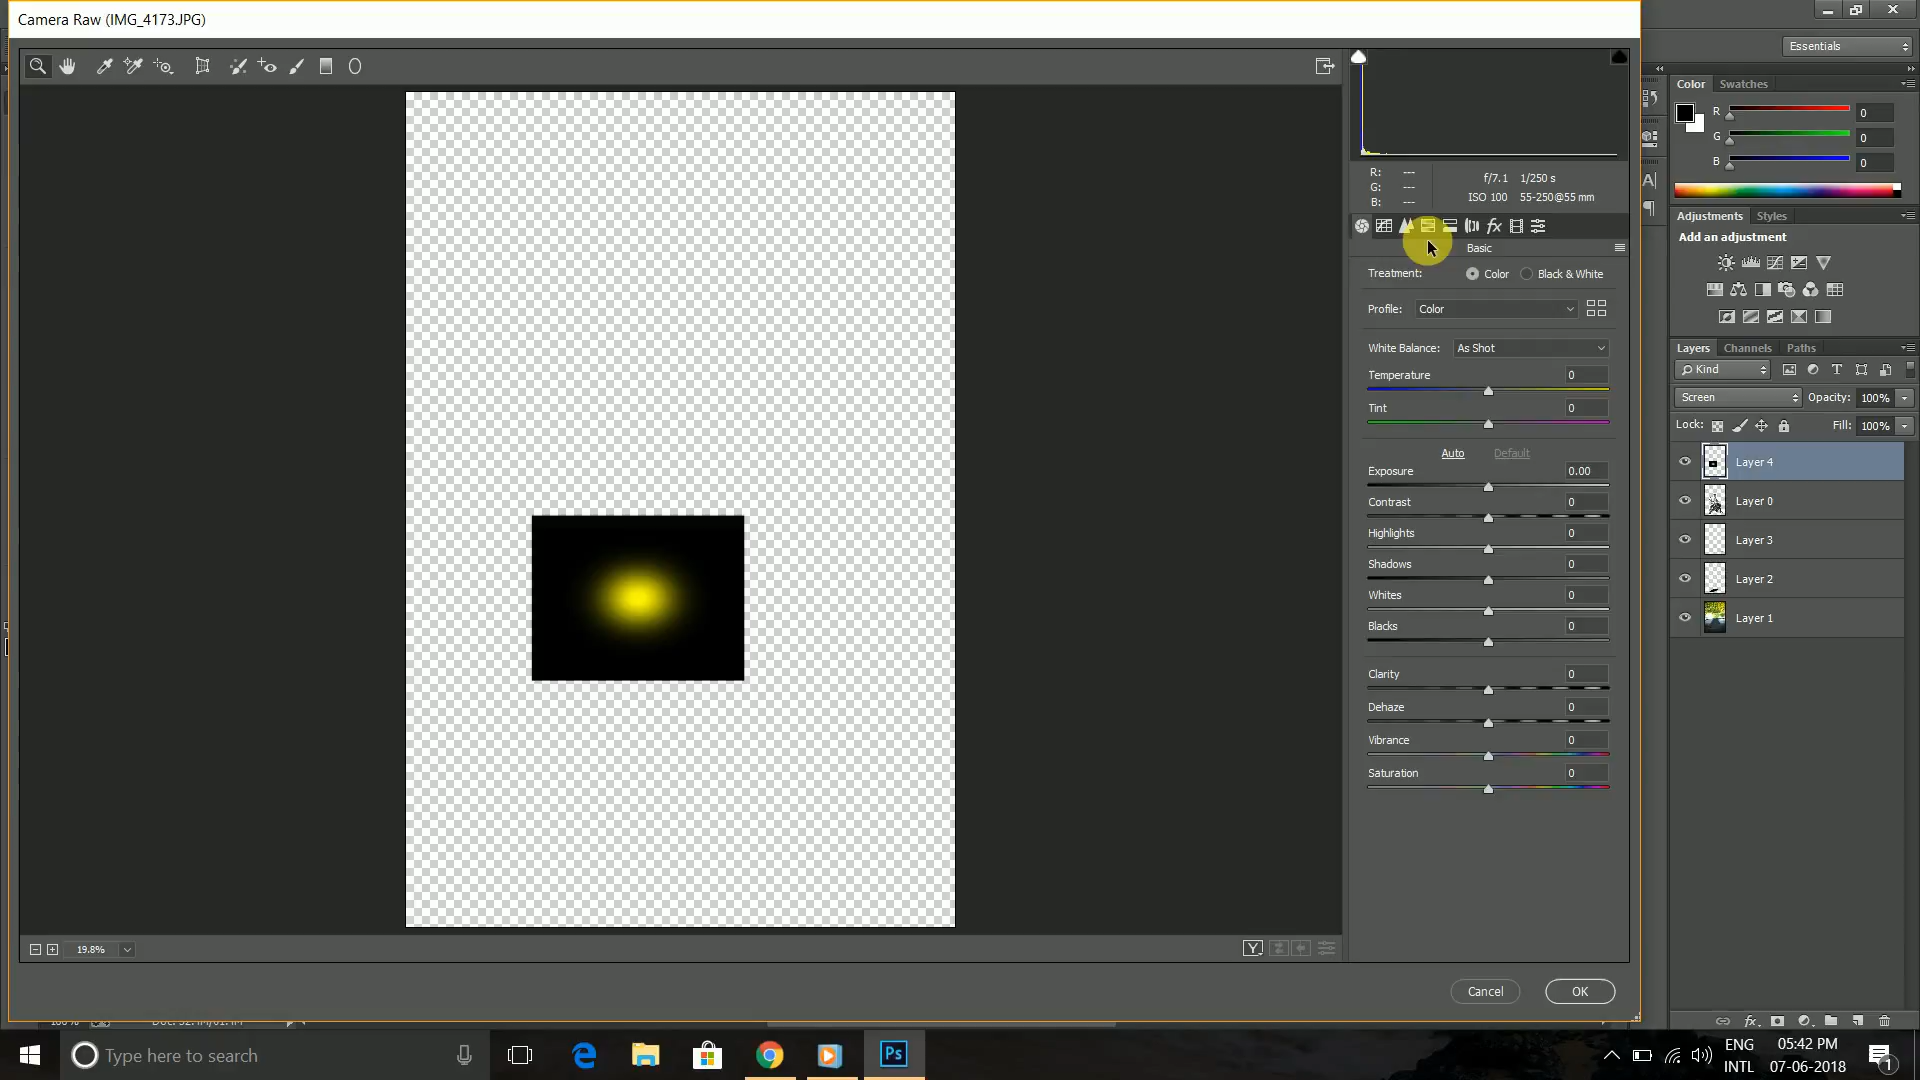 Camera Raw (IMG_4173.JPG)
Essentials
Color Swatches
R 0
G 0
B 0
R: ---
G: ---
B: ---
f/7.1 1/250 s
ISO 100 55-250@55 mm
Basic
Treatment: Color Black & White
Profile: Color
White Balance: As Shot
Temperature 0
Tint 0
Auto Default
Exposure 0.00
Contrast 0
Highlights 0
Shadows 0
Whites 0
Blacks 0
Clarity 0
Dehaze 0
Vibrance 0
Saturation 0
Adjustments Styles
Add an adjustment
Layers Channels Paths
Kind
Screen Opacity: 100%
Lock: Fill: 100%
Layer 4
Layer 0
Layer 3
Layer 2
Layer 1
19.8%
Y
Cancel OK
Type here to search
Ps
ENG
INTL
05:42 PM
07-06-2018
1